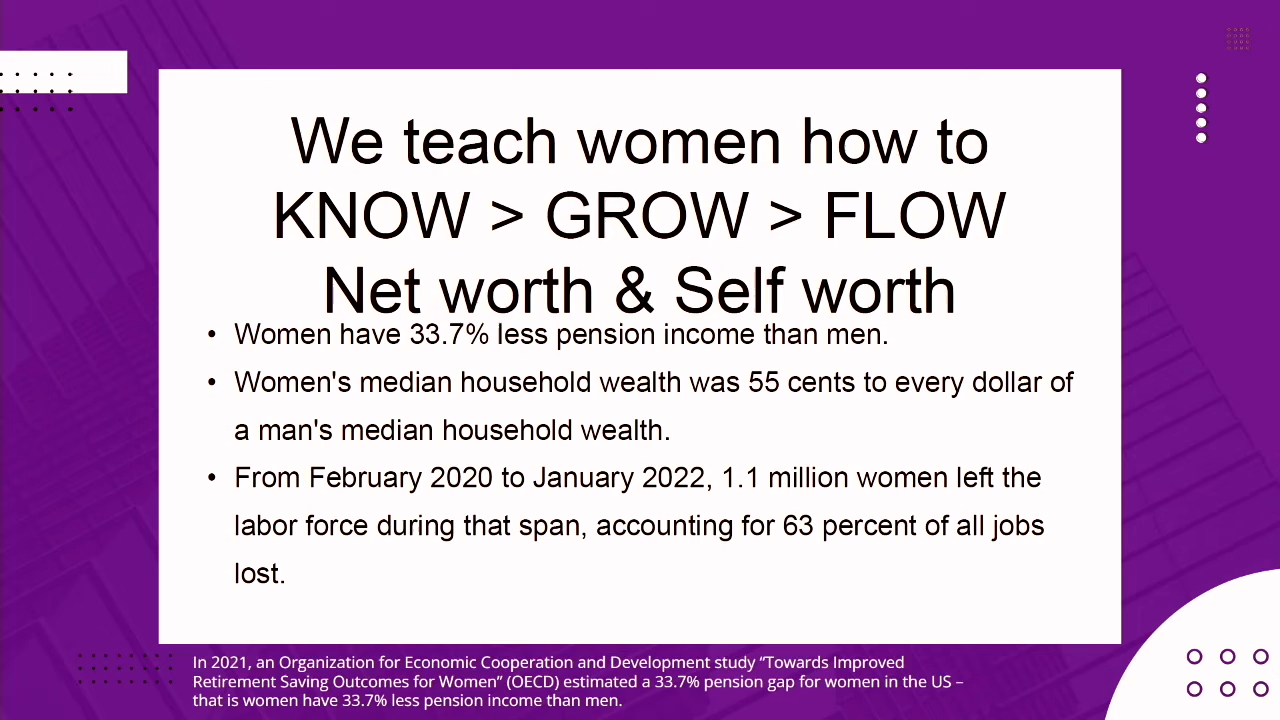 We teach women how to
KNOW > GROW > FLOW
Net worth & Self worth
• Women have 33.7% less pension income than men.
• Women's median household wealth was 55 cents to every dollar of
a man's median household wealth.
• From February 2020 to January 2022, 1.1 million women left the
labor force during that span, accounting for 63 percent of all jobs
lost.
In 2021, an Organization for Economic Cooperation and Development study “Towards Improved
Retirement Saving Outcomes for Women” (OECD) estimated a 33.7% pension gap for women in the US –
that is women have 33.7% less pension income than men.